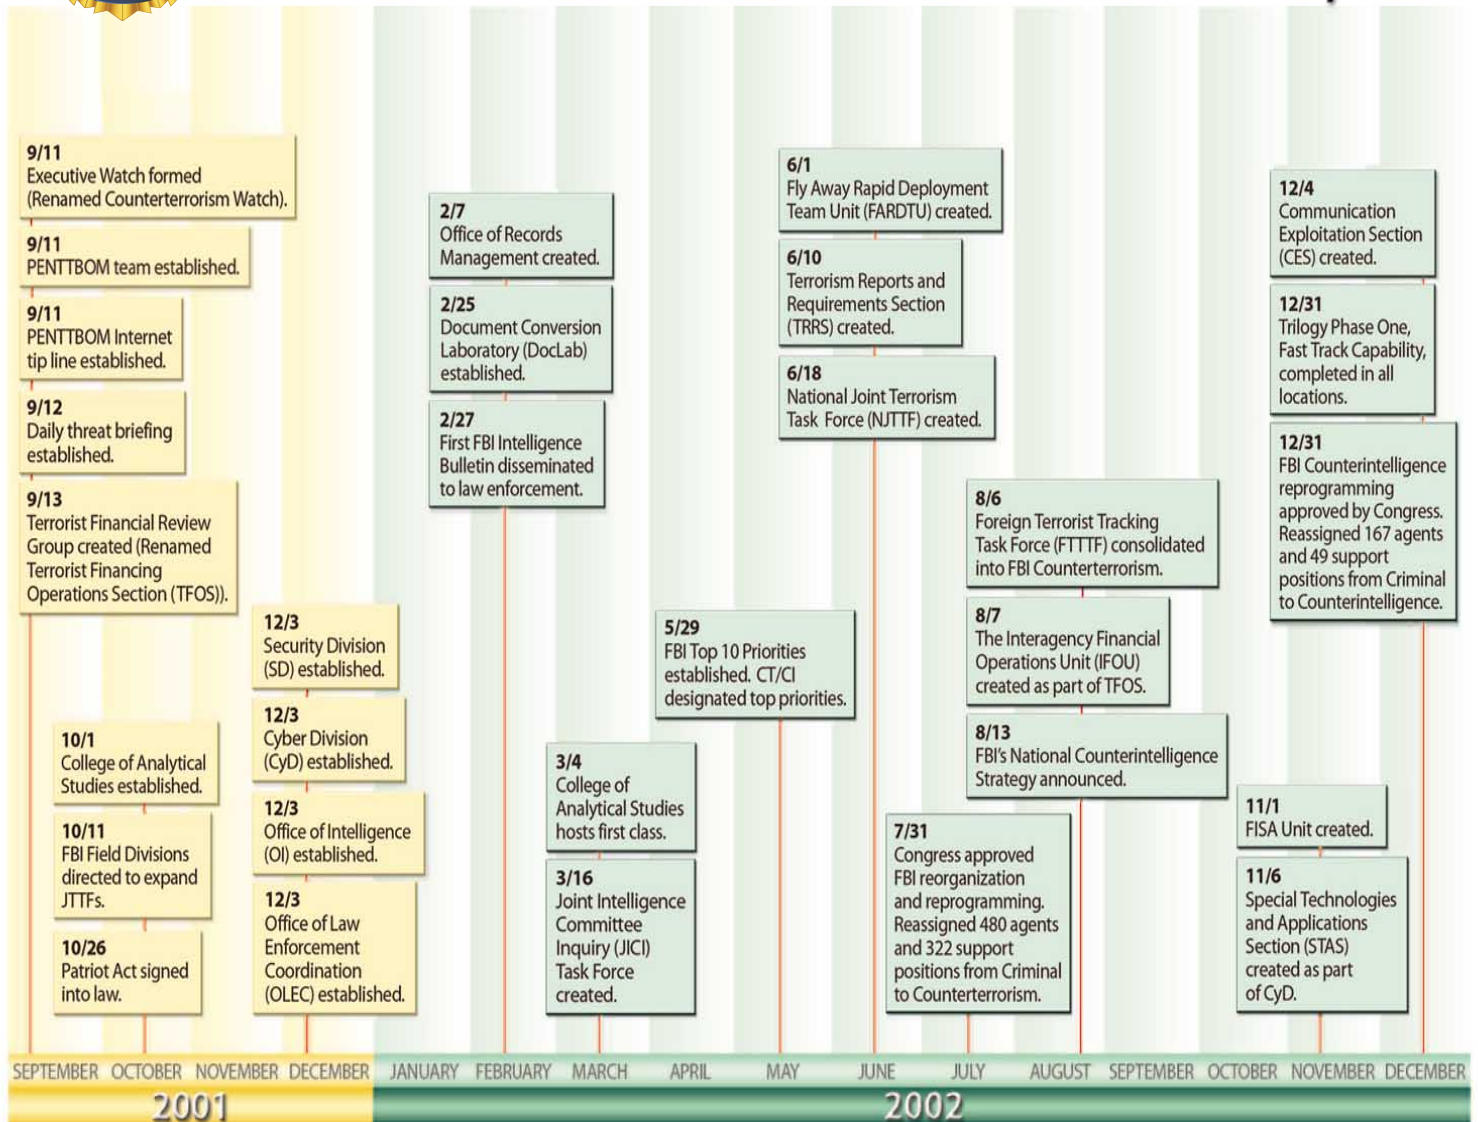 9/11
Executive Watch formed
(Renamed Counterterrorism Watch).
9/11
PENTTBOM team established.
9/11
PENTTBOM Internet
tip line established.
9/12
Daily threat briefing
established.
9/13
Terrorist Financial Review
Group created (Renamed
Terrorist Financing
Operations Section (TFOS)).
10/1
College of Analytical
Studies established.
10/11
FBI Field Divisions
directed to expand
JTTFs.
10/26
Patriot Act signed
into law.
12/3
Security Division
(SD) established.
12/3
Cyber Division
(CyD) established.
12/3
Office of Intelligence
(OI) established.
12/3
Office of Law
Enforcement
Coordination
(OLEC) established.
2/7
Office of Records
Management created.
2/25
Document Conversion
Laboratory (DocLab)
established.
2/27
First FBI Intelligence
Bulletin disseminated
to law enforcement.
3/4
College of
Analytical Studies
hosts first class.
3/16
Joint Intelligence
Committee
Inquiry (JICI)
Task Force
created.
5/29
FBI Top 10 Priorities
established. CT/CI
designated top priorities.
6/1
Fly Away Rapid Deployment
Team Unit (FARDTU) created.
6/10
Terrorism Reports and
Requirements Section
(TRRS) created.
6/18
National Joint Terrorism
Task Force (NJTTF) created.
7/31
Congress approved
FBI reorganization
and reprogramming.
Reassigned 480 agents
and 322 support
positions from Criminal
to Counterterrorism.
8/6
Foreign Terrorist Tracking
Task Force (FTTTF) consolidated
into FBI Counterterrorism.
8/7
The Interagency Financial
Operations Unit (IFOU)
created as part of TFOS.
8/13
FBI's National Counterintelligence
Strategy announced.
11/1
FISA Unit created.
11/6
Special Technologies
and Applications
Section (STAS)
created as part
of CyD.
12/4
Communication
Exploitation Section
(CES) created.
12/31
Trilogy Phase One,
Fast Track Capability,
completed in all
locations.
12/31
FBI Counterintelligence
reprogramming
approved by Congress.
Reassigned 167 agents
and 49 support
positions from Criminal
to Counterintelligence.
SEPTEMBER OCTOBER NOVEMBER DECEMBER JANUARY FEBRUARY MARCH APRIL MAY JUNE JULY AUGUST SEPTEMBER OCTOBER NOVEMBER DECEMBER
2001 2002